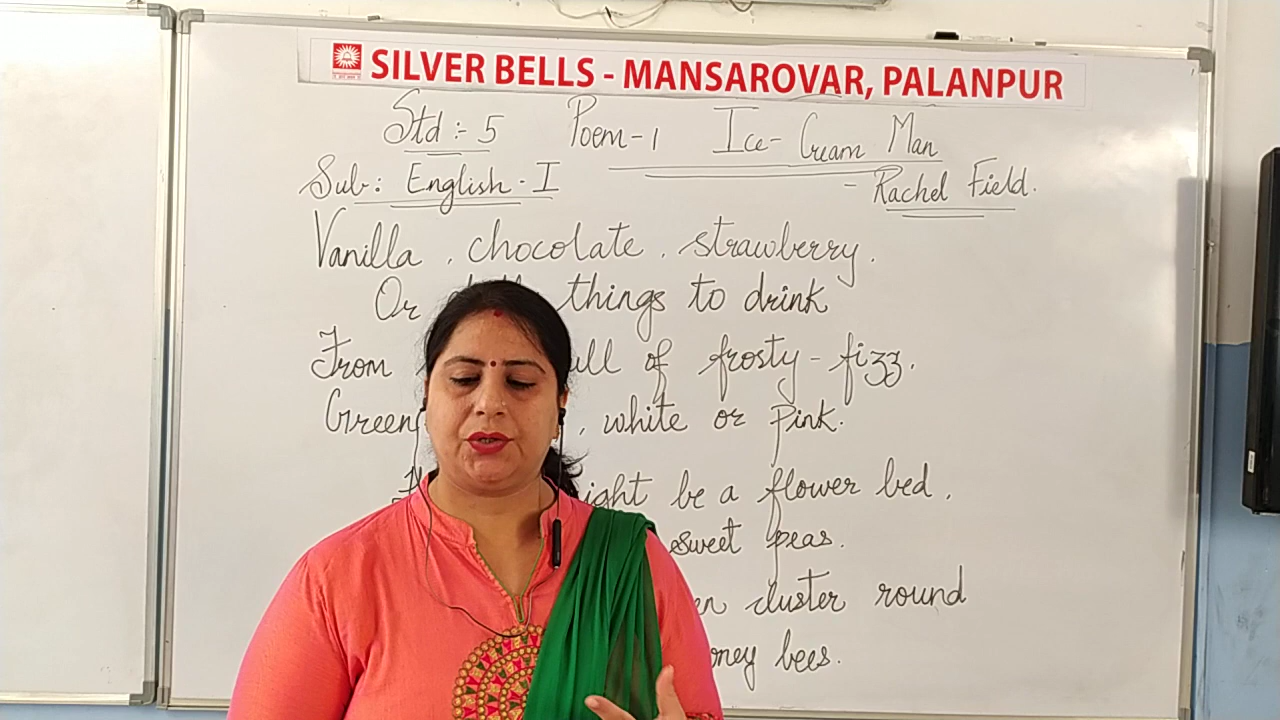 SILVER BELLS - MANSAROVAR, PALANPUR
Std :- 5 Poem-1 Ice-Cream Man
Sub: English-I - Rachel Field.
Vanilla, chocolate, strawberry.
Or things to drink
From of frosty-fizz.
Green , white or pink.
be a flower bed.
sweet peas.
cluster round
bees.